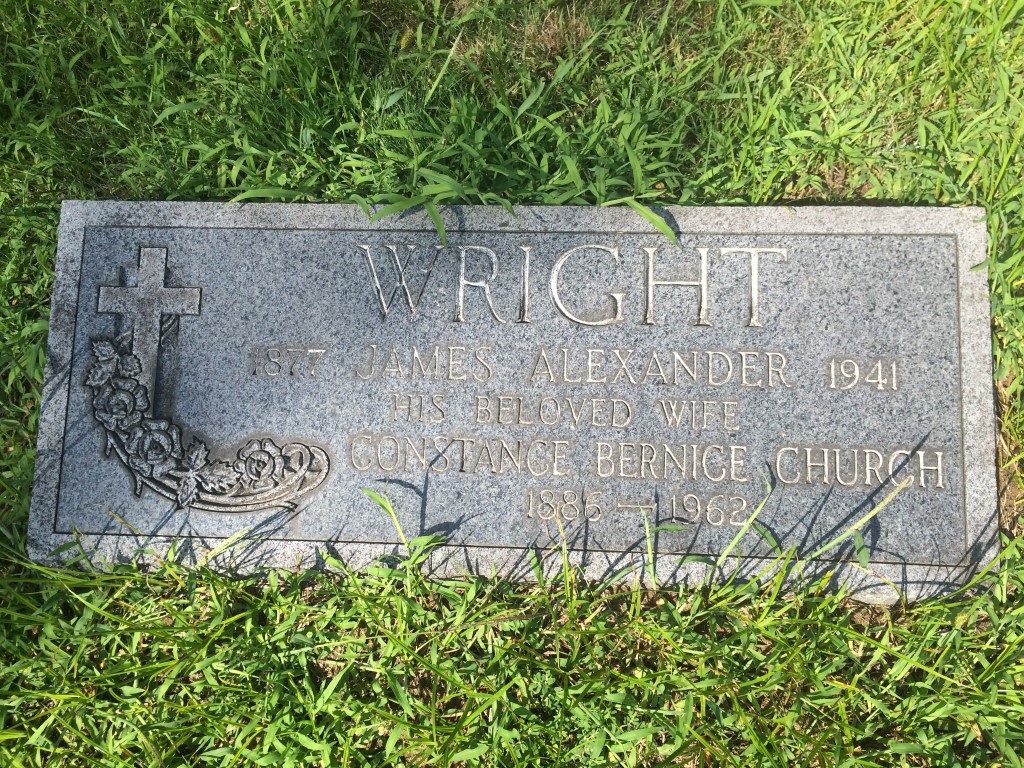 WRIGHT
1877 JAMES ALEXANDER 1941
HIS BELOVED WIFE
CONSTANCE BERNICE CHURCH
1886 — 1962